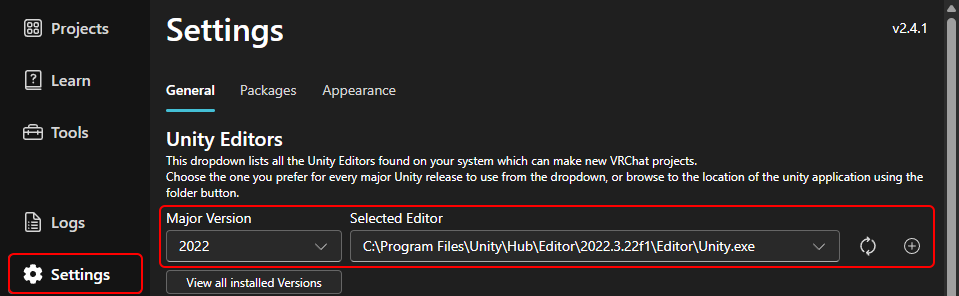 Projects
Learn
Tools
Logs
Settings
Settings
v2.4.1
General Packages Appearance
Unity Editors
This dropdown lists all the Unity Editors found on your system which can make new VRChat projects.
Choose the one you prefer for every major Unity release to use from the dropdown, or browse to the location of the unity application using the
folder button.
Major Version Selected Editor
2022 C:\Program Files\Unity\Hub\Editor\2022.3.22f1\Editor\Unity.exe
View all installed Versions